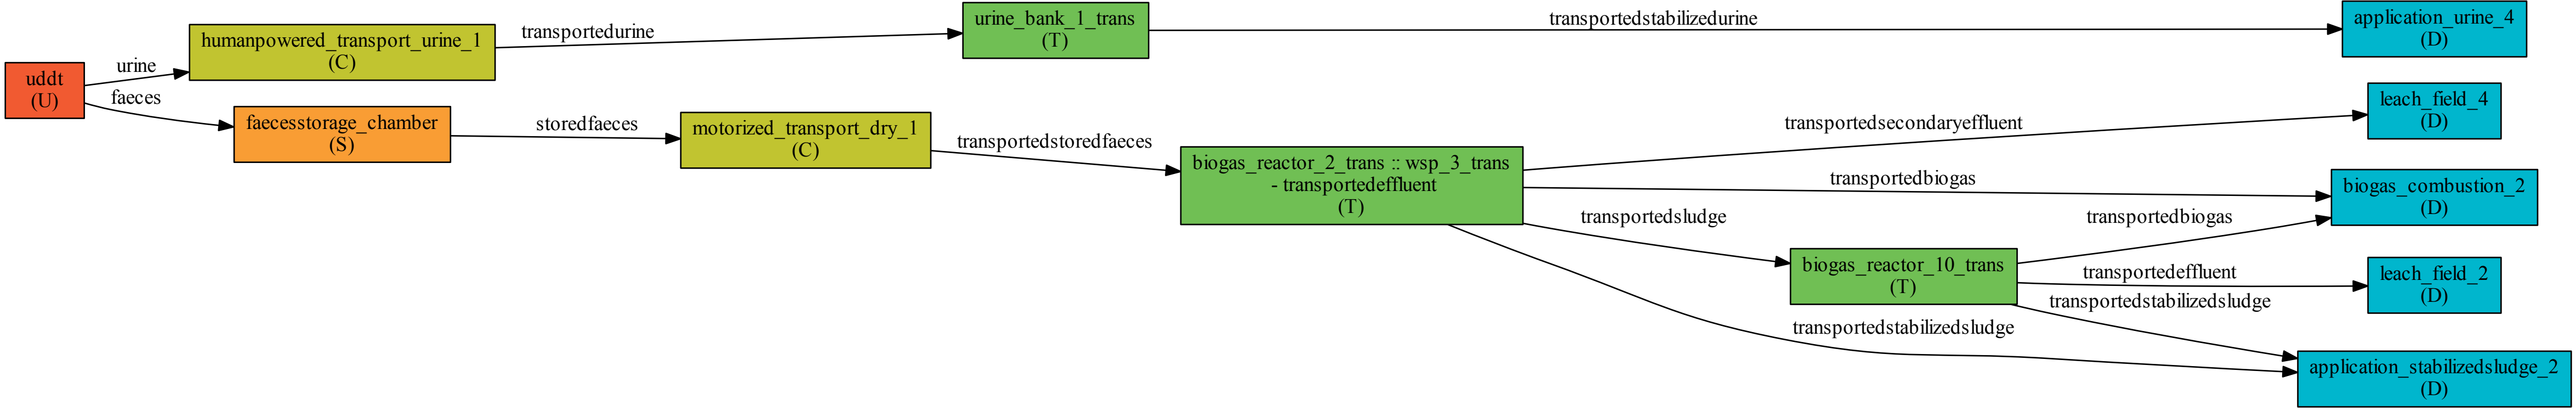 uddt
(U)
urine
faeces
humanpowered_transport_urine_1
(C)
faecesstorage_chamber
(S)
transportedurine
storedfaeces
motorized_transport_dry_1
(C)
urine_bank_1_trans
(T)
transportedstoredfaeces
biogas_reactor_2_trans :: wsp_3_trans
- transportedeffluent
(T)
transportedstabilizedurine
transportedsecondaryeffluent
transportedbiogas
transportedsludge
transportedstabilizedsludge
biogas_reactor_10_trans
(T)
transportedbiogas
transportedeffluent
transportedstabilizedsludge
application_urine_4
(D)
leach_field_4
(D)
biogas_combustion_2
(D)
leach_field_2
(D)
application_stabilizedsludge_2
(D)